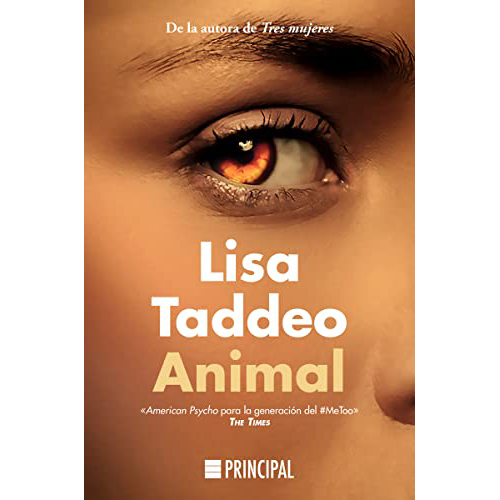 De la autora de Tres mujeres
Lisa
Taddeo
Animal
«American Psycho para la generación del #MeToo»
THE TIMES
PRINCIPAL